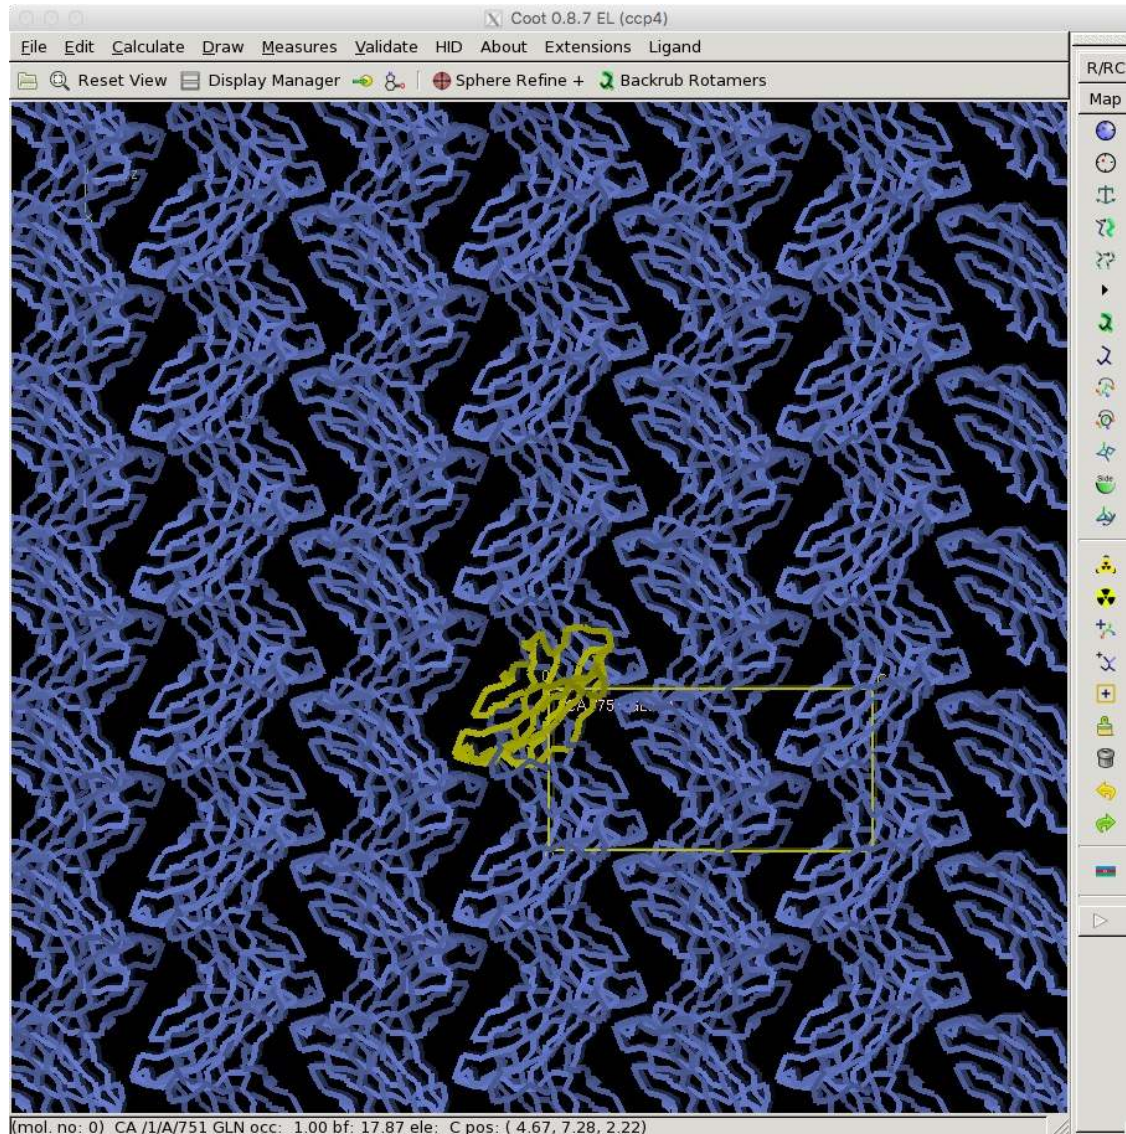 Coot 0.8.7 EL (ccp4)
File Edit Calculate Draw Measures Validate HID About Extensions Ligand
R/RC
Reset View Display Manager Sphere Refine + Backrub Rotamers
Map
Side
(mol. no: 0) CA /1/A/751 GLN occ: 1.00 bf: 17.87 ele: C pos: ( 4.67, 7.28, 2.22)